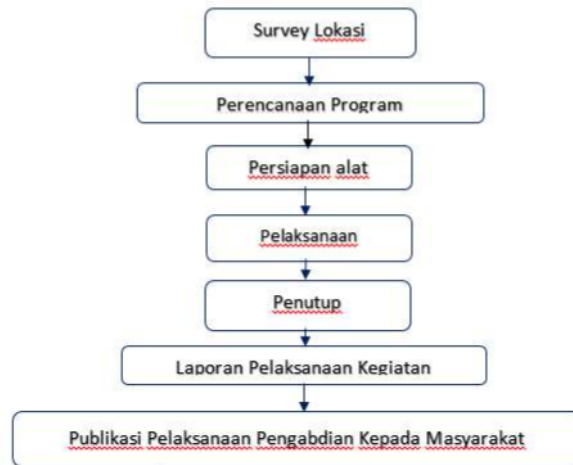 Survey Lokasi
Perencanaan Program
Persiapan alat
Pelaksanaan
Penutup
Laporan Pelaksanaan Kegiatan
Publikasi Pelaksanaan Pengabdian Kepada Masyarakat